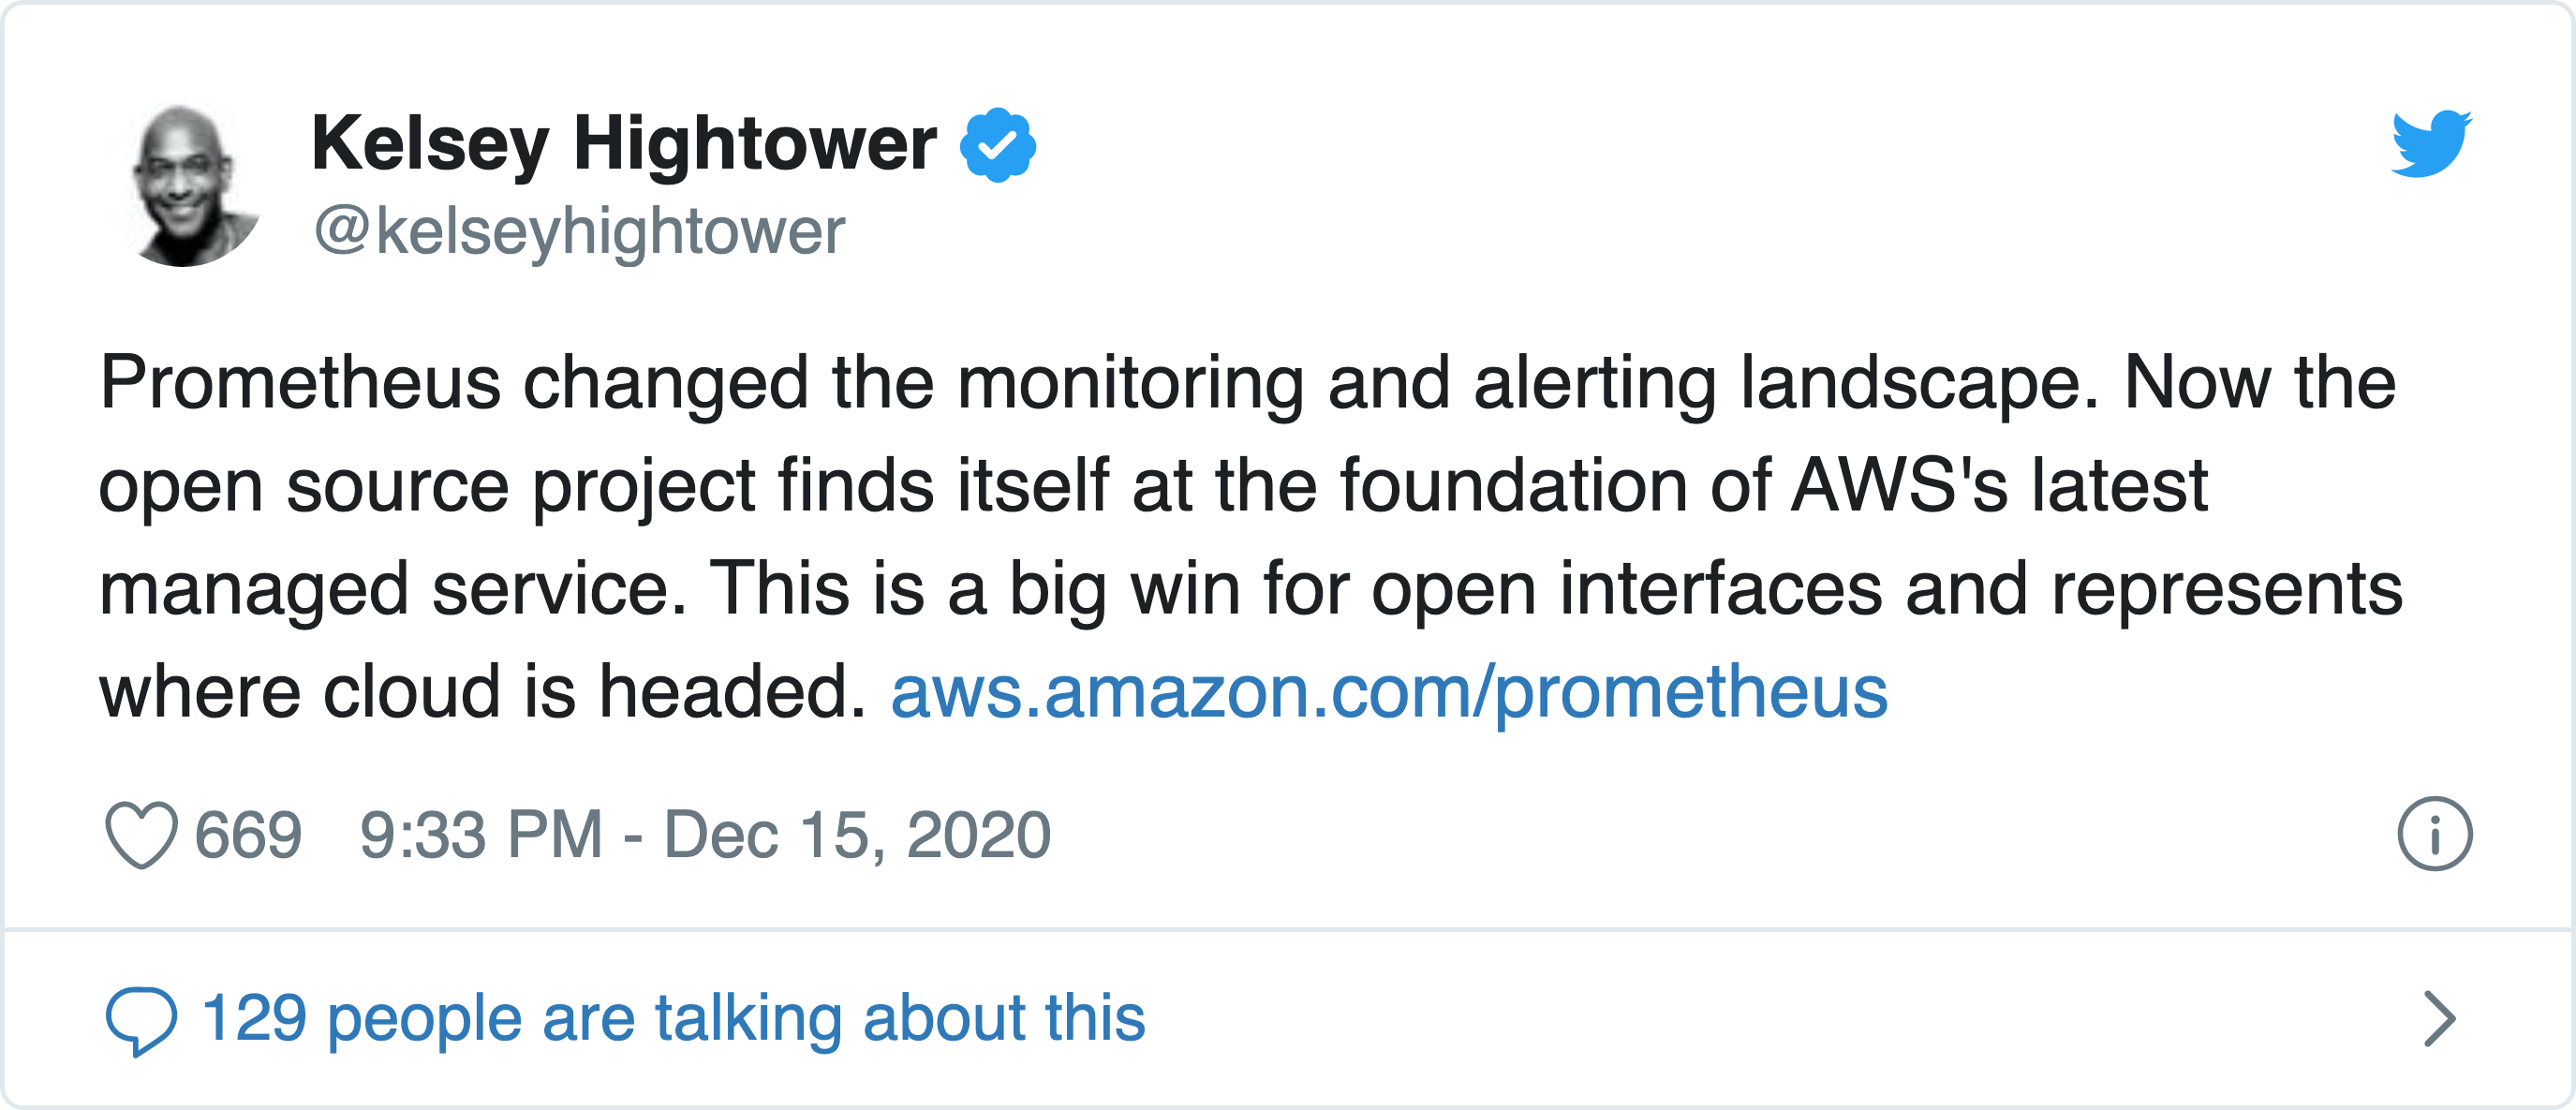 Kelsey Hightower
@kelseyhightower
Prometheus changed the monitoring and alerting landscape. Now the
open source project finds itself at the foundation of AWS's latest
managed service. This is a big win for open interfaces and represents
where cloud is headed. aws.amazon.com/prometheus
669 9:33 PM - Dec 15, 2020
129 people are talking about this